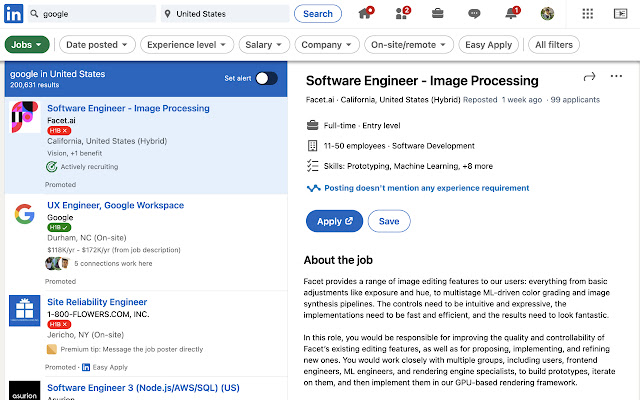 in
google
United States
Search
2
1
Jobs
Date posted
Experience level
Salary
Company
On-site/remote
Easy Apply
All filters
google in United States
200,631 results
Set alert
Software Engineer - Image Processing
Facet.ai
H1B
California, United States (Hybrid)
Vision, +1 benefit
Actively recruiting
Promoted
UX Engineer, Google Workspace
Google
H1B
Durham, NC (On-site)
$118K/yr – $172K/yr (from job description)
5 connections work here
Promoted
Site Reliability Engineer
1-800-FLOWERS.COM, INC.
H1B
Jericho, NY (On-site)
Premium tip: Message the job poster directly
Promoted · in Easy Apply
asurion
Software Engineer 3 (Node.js/AWS/SQL) (US)
Asurion
Software Engineer - Image Processing
Facet.ai · California, United States (Hybrid) Reposted 1 week ago · 99 applicants
Full-time · Entry level
11-50 employees · Software Development
Skills: Prototyping, Machine Learning, +8 more
Posting doesn't mention any experience requirement
Apply
Save
About the job
Facet provides a range of image editing features to our users: everything from basic
adjustments like exposure and hue, to multistage ML-driven color grading and image
synthesis pipelines. The controls need to be intuitive and expressive, the
implementations need to be fast and efficient, and the results need to look fantastic.
In this role, you would be responsible for improving the quality and controllability of
Facet's existing editing features, as well as for proposing, implementing, and refining
new ones. You would work closely with multiple groups, including users, frontend
engineers, ML engineers, and rendering engine specialists, to build prototypes, iterate
on them, and then implement them in our GPU-based rendering framework.